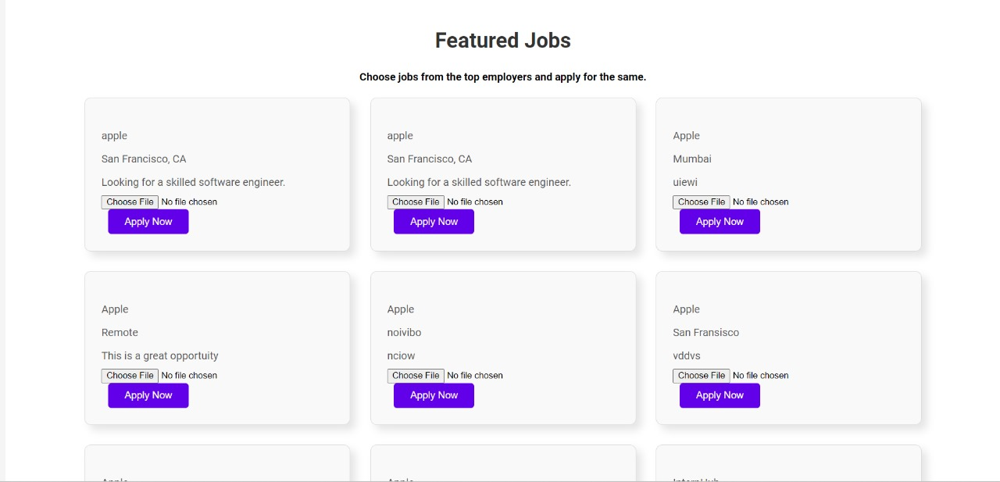 Featured Jobs
Choose jobs from the top employers and apply for the same.
apple
San Francisco, CA
Looking for a skilled software engineer.
Choose File No file chosen
Apply Now
apple
San Francisco, CA
Looking for a skilled software engineer.
Choose File No file chosen
Apply Now
Apple
Mumbai
uiewi
Choose File No file chosen
Apply Now
Apple
Remote
This is a great opportuity
Choose File No file chosen
Apply Now
Apple
noivibo
nciow
Choose File No file chosen
Apply Now
Apple
San Fransisco
vddvs
Choose File No file chosen
Apply Now